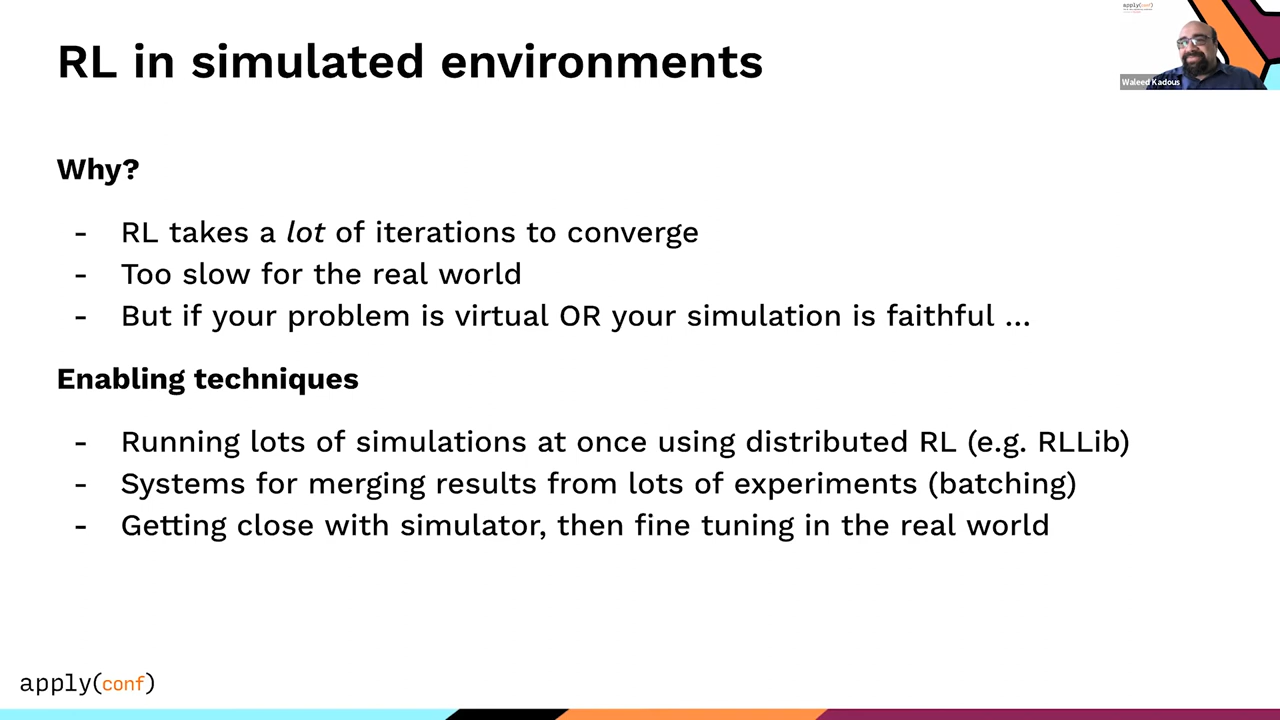 RL in simulated environments
apply(conf)
Waleed Kadous
Why?
- RL takes a lot of iterations to converge
- Too slow for the real world
- But if your problem is virtual OR your simulation is faithful ...
Enabling techniques
- Running lots of simulations at once using distributed RL (e.g. RLLib)
- Systems for merging results from lots of experiments (batching)
- Getting close with simulator, then fine tuning in the real world
apply(conf)